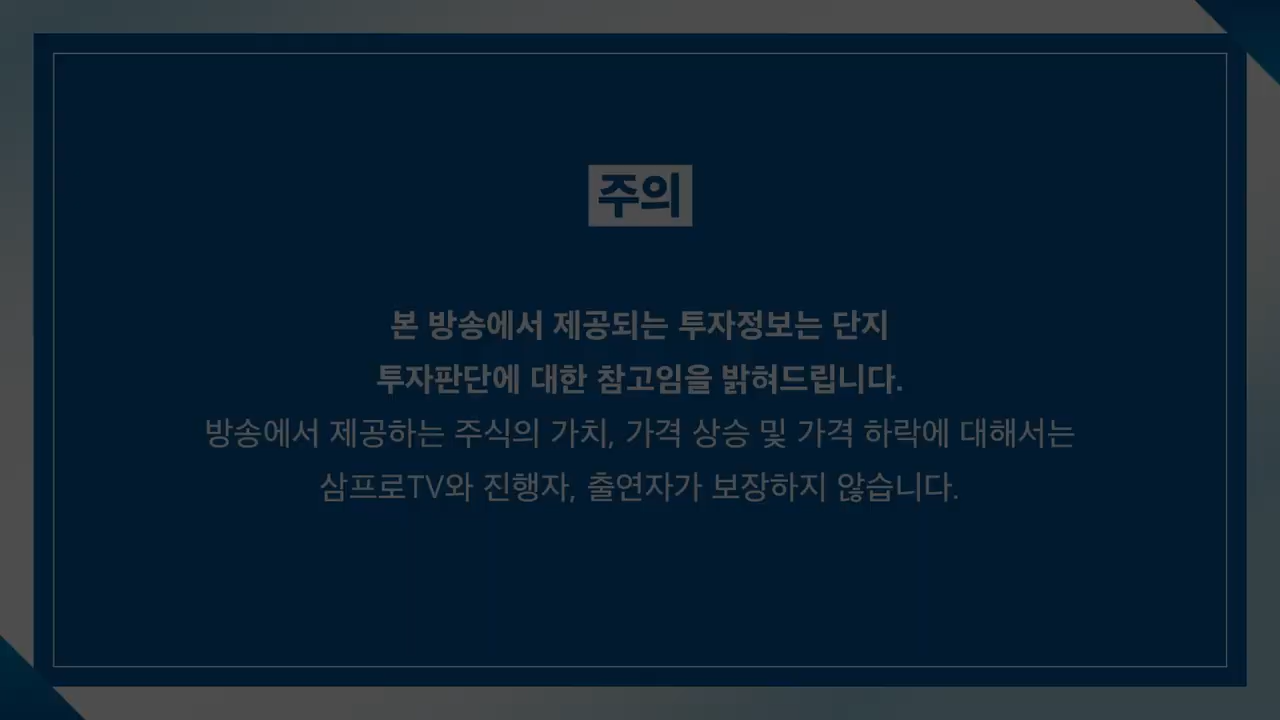 주의
본 방송에서 제공되는 투자정보는 단지
투자판단에 대한 참고임을 밝혀드립니다.
방송에서 제공하는 주식의 가치, 가격 상승 및 가격 하락에 대해서는
삼프로TV와 진행자, 출연자가 보장하지 않습니다.